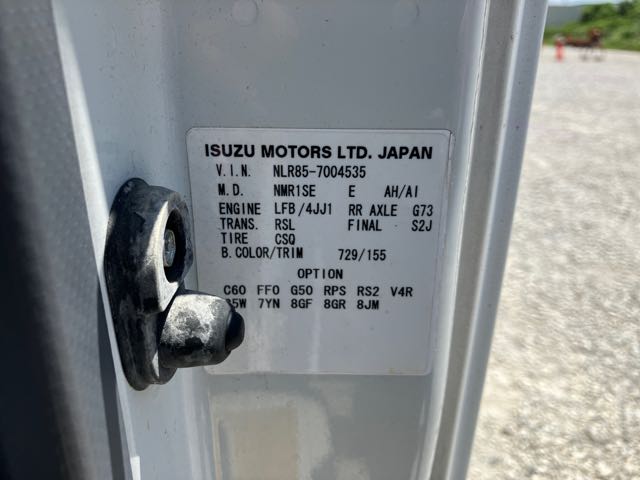 ISUZU MOTORS LTD. JAPAN
V.I.N. NLR85-7004535
M.D. NMR1SE E AH/AI
ENGINE LFB/4JJ1 RR AXLE G73
TRANS. RSL FINAL S2J
TIRE CSQ
B.COLOR/TRIM 729/155
OPTION
C60 FF0 G50 RPS RS2 V4R
7YN 8GF 8GR 8JM